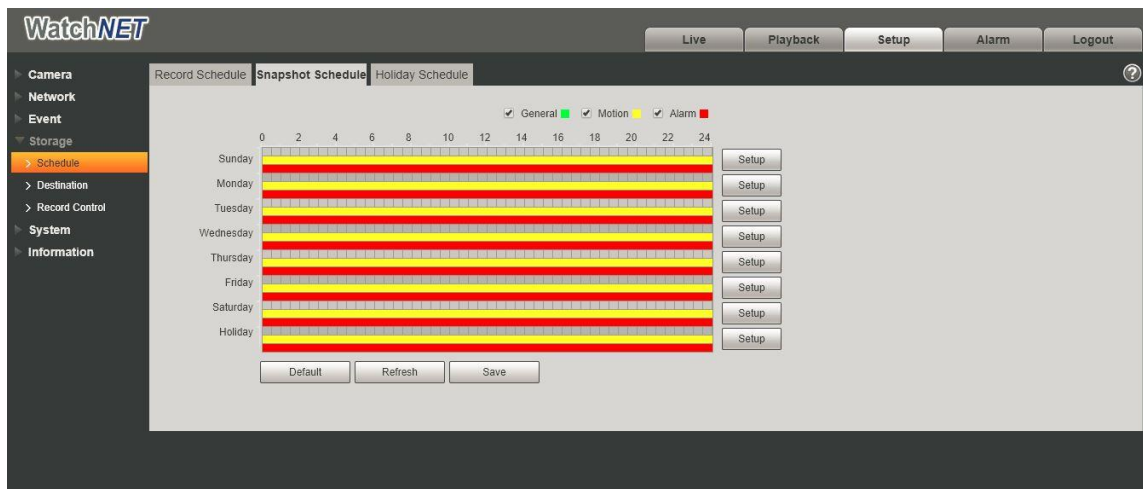 WatchNET
Live Playback Setup Alarm Logout
Camera
Network
Event
Storage
Schedule
Destination
Record Control
System
Information
Record Schedule Snapshot Schedule Holiday Schedule
?
General Motion Alarm
0 2 4 6 8 10 12 14 16 18 20 22 24
Sunday Setup
Monday Setup
Tuesday Setup
Wednesday Setup
Thursday Setup
Friday Setup
Saturday Setup
Holiday Setup
Default Refresh Save